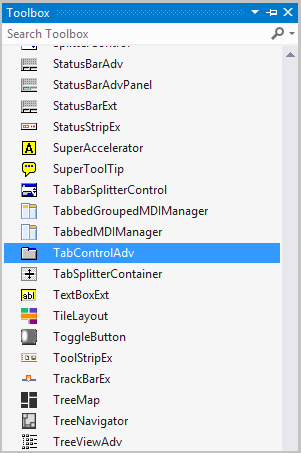 Toolbox
Search Toolbox
SplitterControl
StatusBarAdv
StatusBarAdvPanel
StatusBarExt
StatusStripEx
SuperAccelerator
SuperToolTip
TabBarSplitterControl
TabbedGroupedMDIManager
TabbedMDIManager
TabControlAdv
TabSplitterContainer
TextBoxExt
TileLayout
ToggleButton
ToolStripEx
TrackBarEx
TreeMap
TreeNavigator
TreeViewAdv